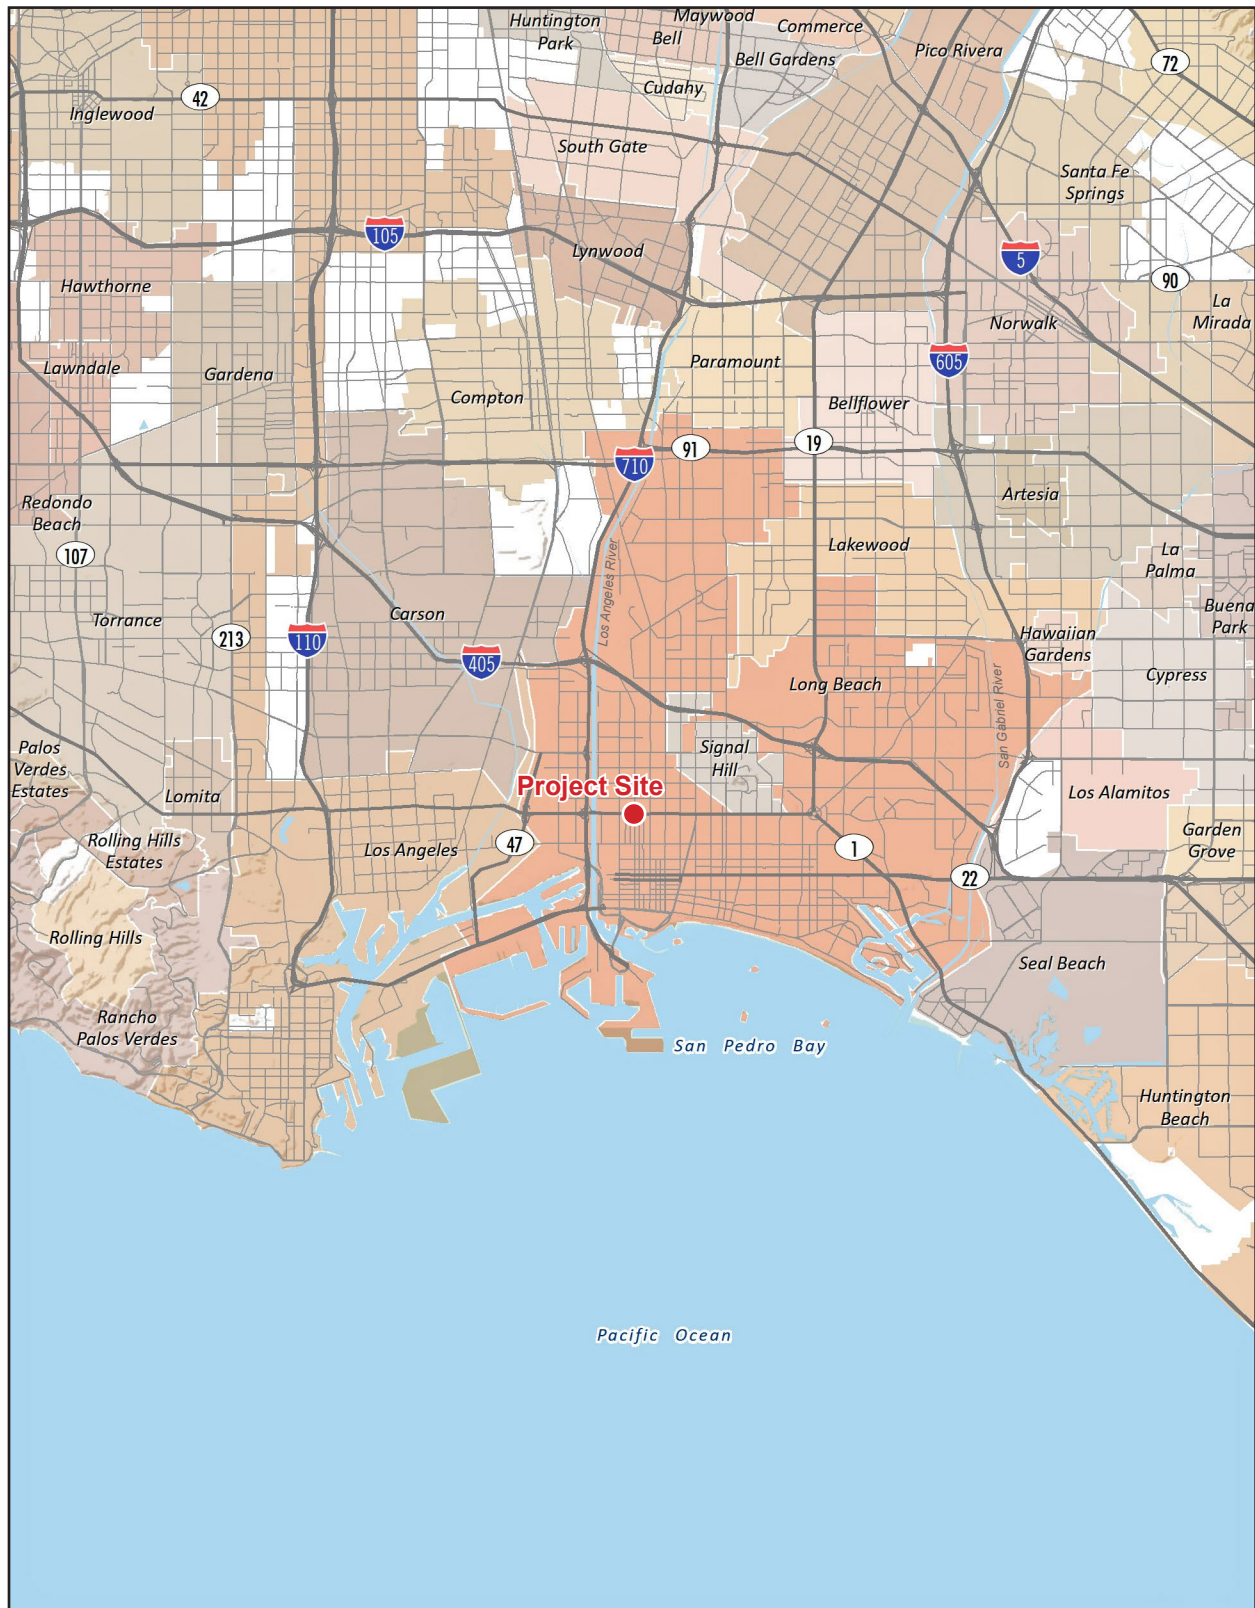 Huntington
Park
Maywood
Bell
Commerce
Bell Gardens
Pico Rivera
72
Cudahy
42
Inglewood
South Gate
Santa Fe
Springs
105
Lynwood
5
90
Hawthorne
La
Mirada
Norwalk
Lawndale
Gardena
Paramount
605
Compton
Bellflower
91
19
710
Redondo
Beach
Artesia
107
Lakewood
La
Palma
Los Angeles River
Torrance
213
110
Carson
Buena
Park
Hawaiian
Gardens
405
Long Beach
San Gabriel River
Cypress
Palos
Verdes
Estates
Signal
Hill
Project Site
Lomita
Los Alamitos
Rolling Hills
Estates
Los Angeles
47
1
Garden
Grove
22
Rolling Hills
Seal Beach
Rancho
Palos Verdes
San Pedro Bay
Huntington
Beach
Pacific Ocean